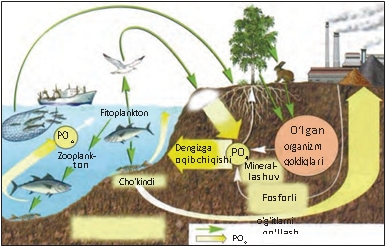 Fitoplankton
PO₄
Zooplank-
ton
Cho'kindi
Dengizga
oqib chiqishi
PO₄
Mineral-
lashuv
O'lgan
organizm
qoldiqlari
Fosforli
o'g'itlarni
qo'llash
PO₄